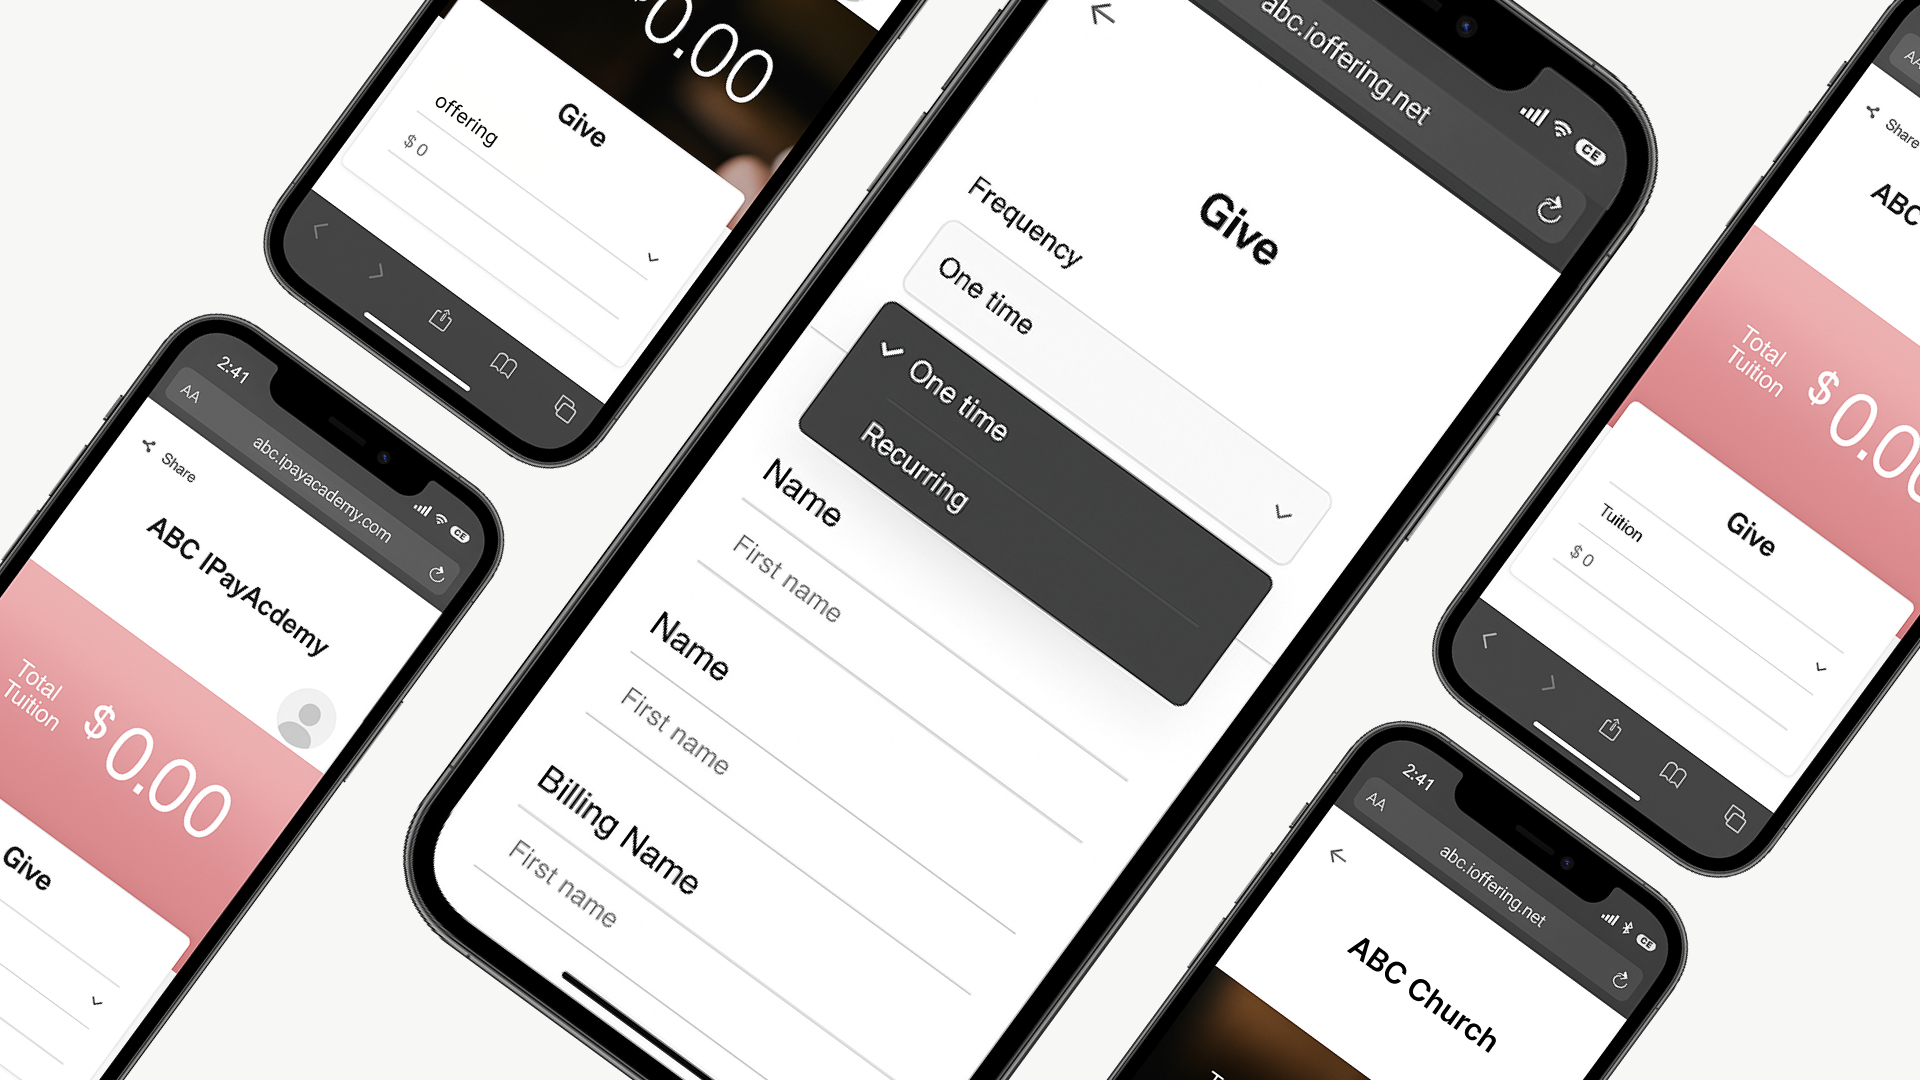 $0.00
Give
offering
$ 0
2:41
AA
abc.ipayacademy.com
CE
Share
ABC IPayAcdemy
Total
Tuition
$ 0.00
Give
abc.ioffering.net
CE
Give
Frequency
One time
One time
Recurring
Name
First name
Name
First name
Billing Name
First name
AA
Share
ABC
Total
Tuition
$ 0.00
Give
Tuition
$ 0
2:41
AA
abc.ioffering.net
CE
ABC Church